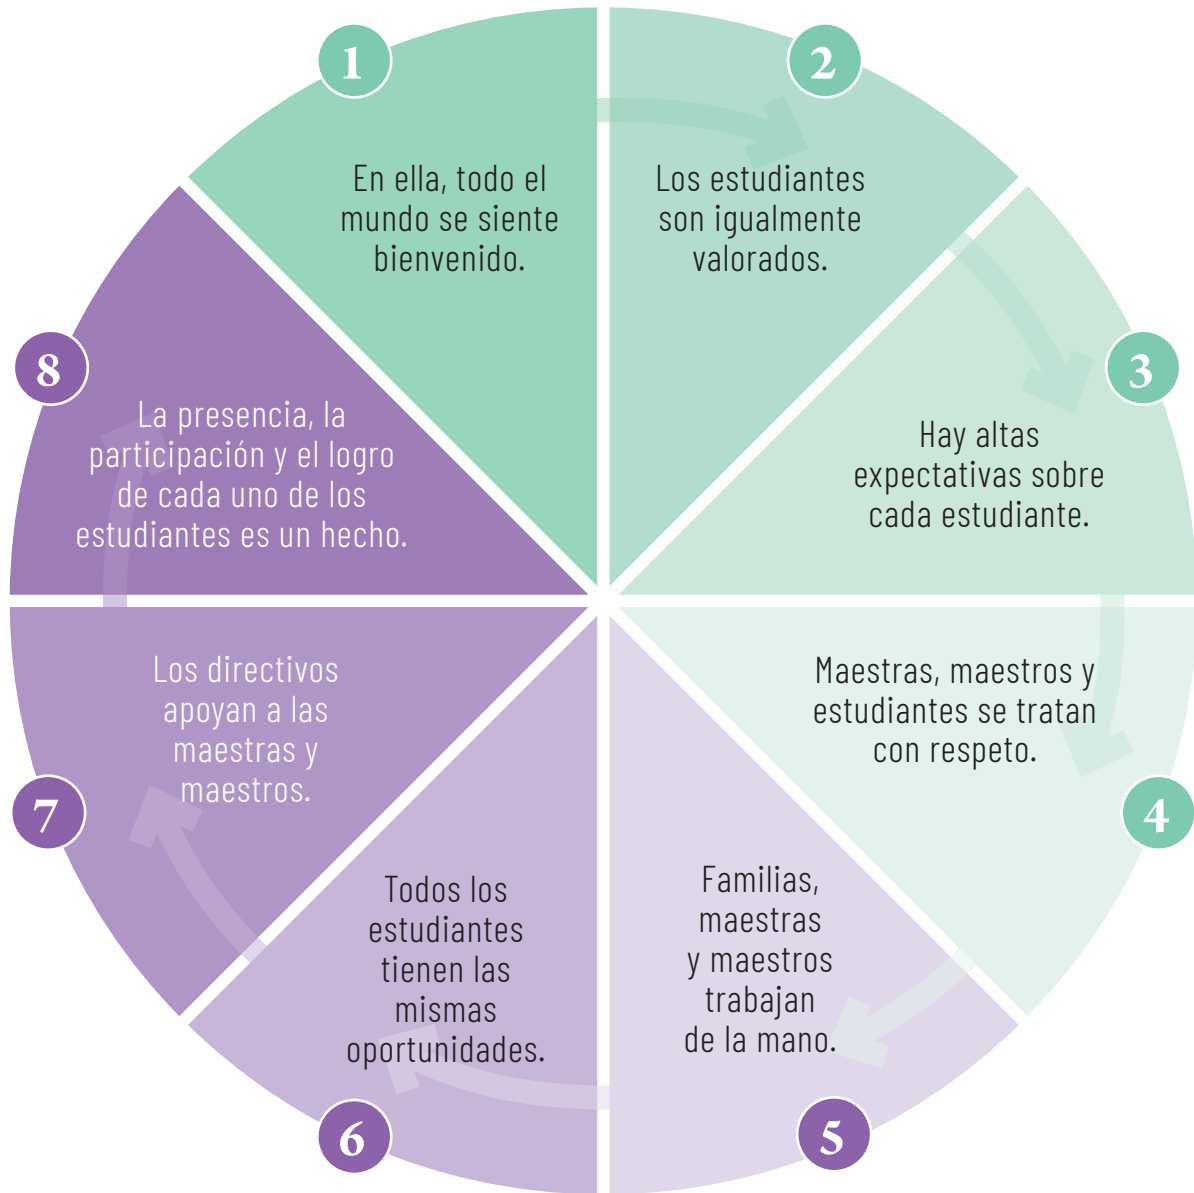 1
En ella, todo el
mundo se siente
bienvenido.
2
Los estudiantes
son igualmente
valorados.
3
Hay altas
expectativas sobre
cada estudiante.
4
Maestras, maestros y
estudiantes se tratan
con respeto.
5
Familias,
maestras
y maestros
trabajan
de la mano.
6
Todos los
estudiantes
tienen las
mismas
oportunidades.
7
Los directivos
apoyan a las
maestras y
maestros.
8
La presencia, la
participación y el logro
de cada uno de los
estudiantes es un hecho.